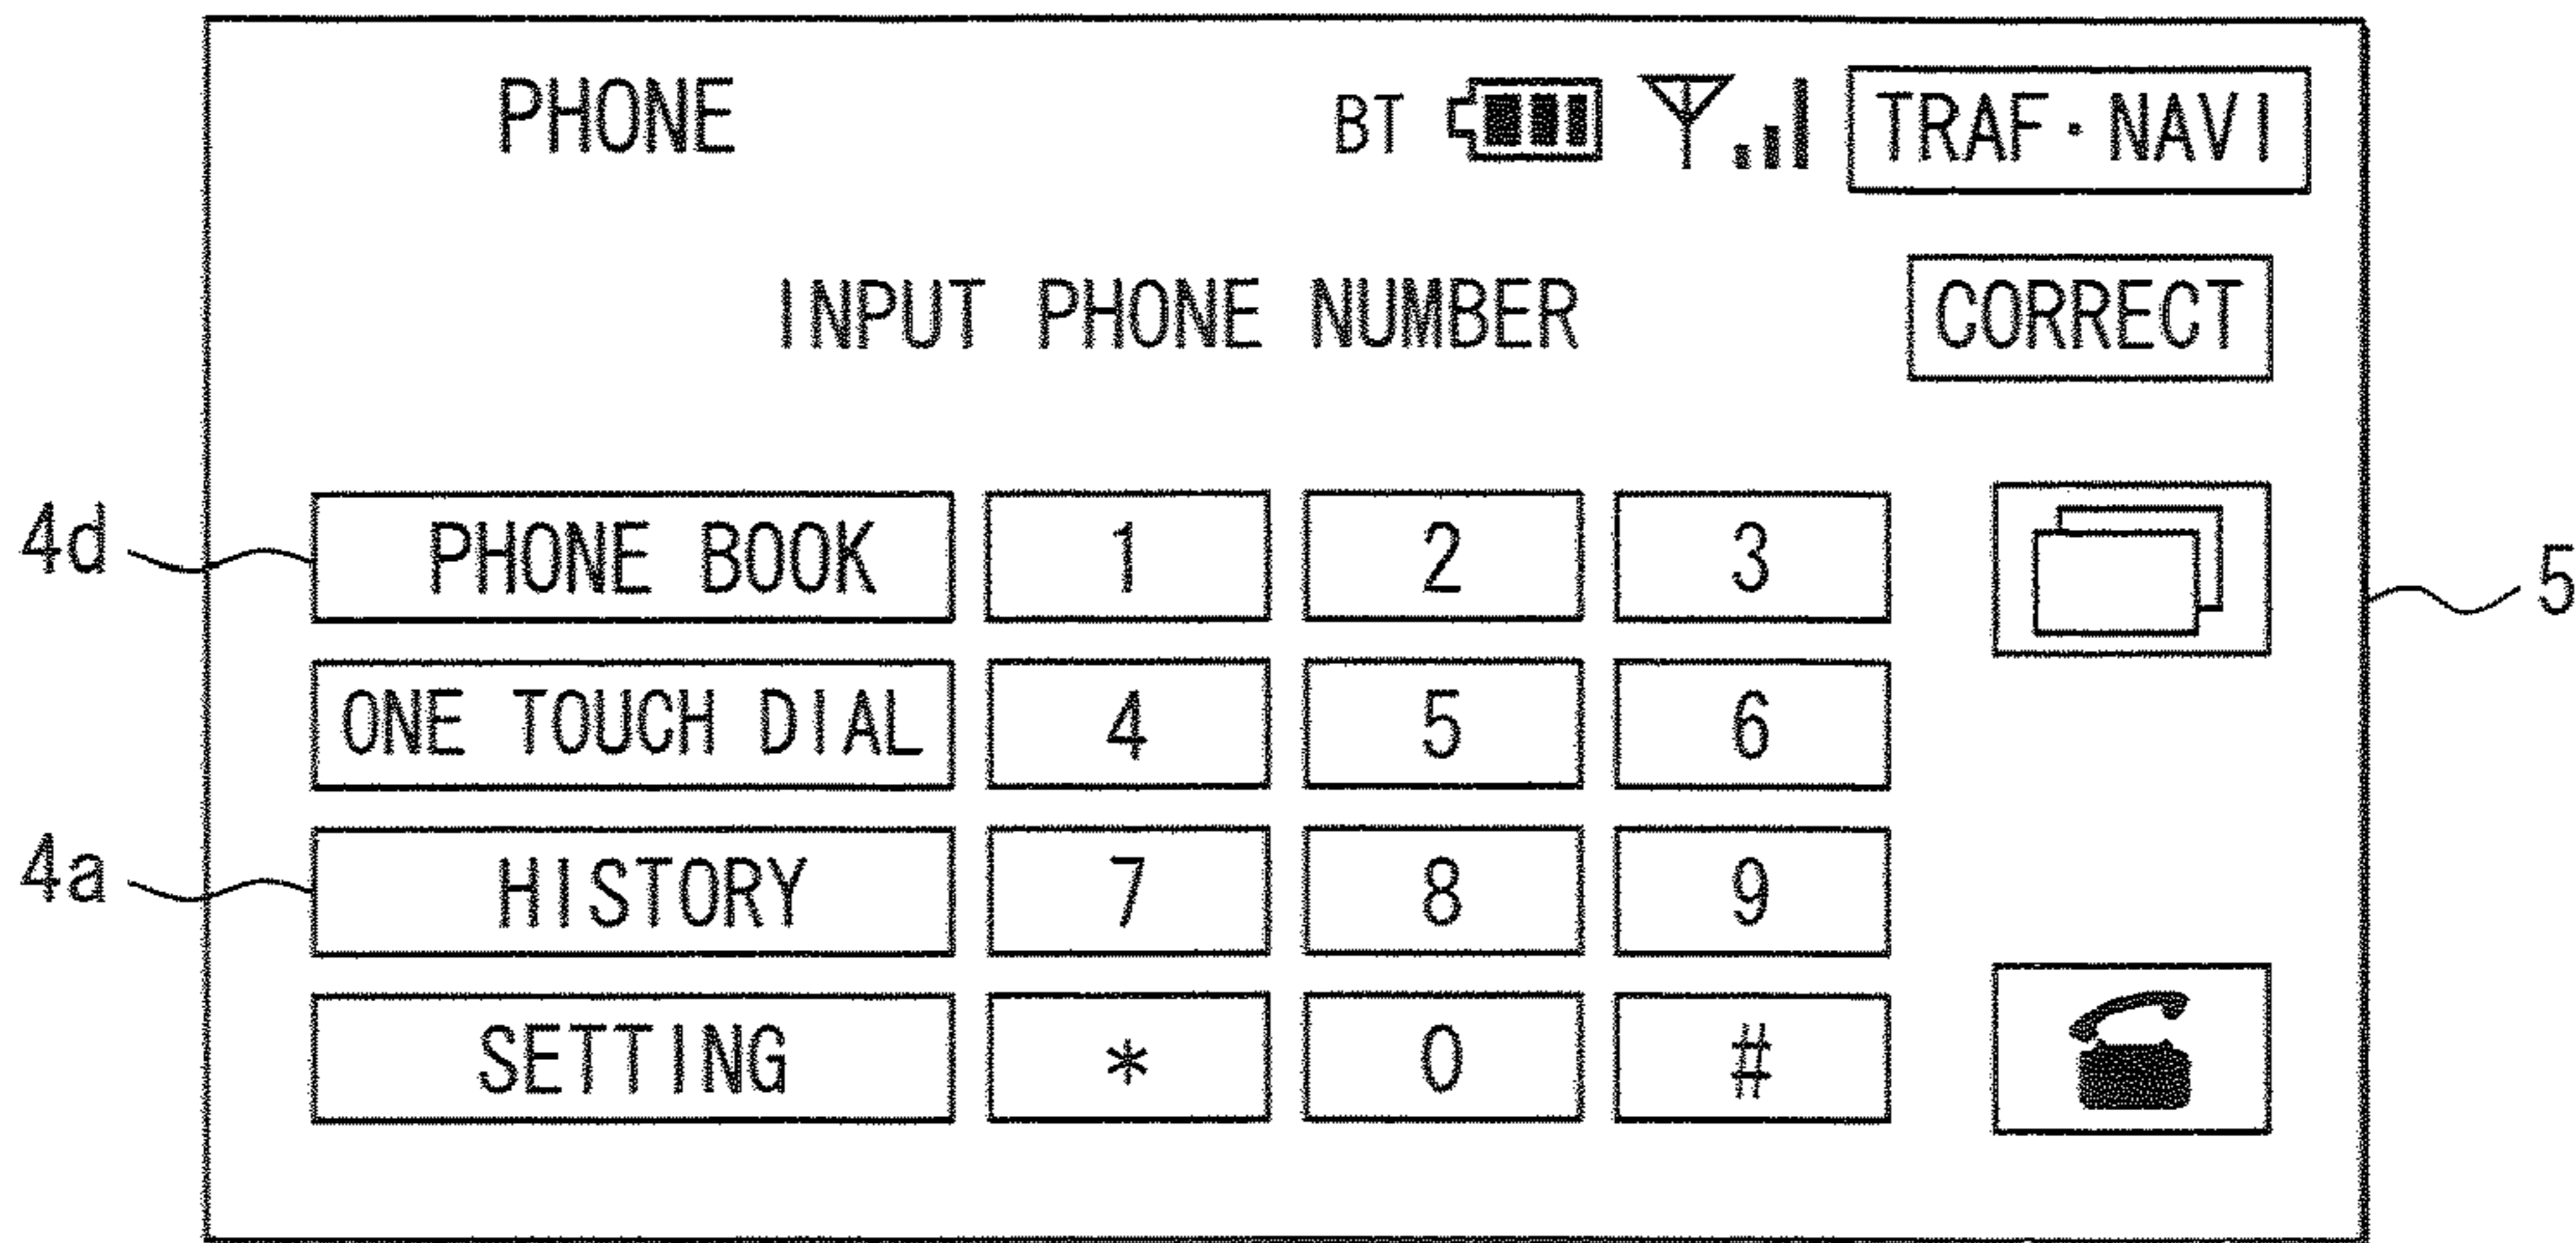 PHONE BT TRAF·NAVI
INPUT PHONE NUMBER CORRECT
4d PHONE BOOK 1 2 3 5
ONE TOUCH DIAL 4 5 6
4a HISTORY 7 8 9
SETTING * 0 #